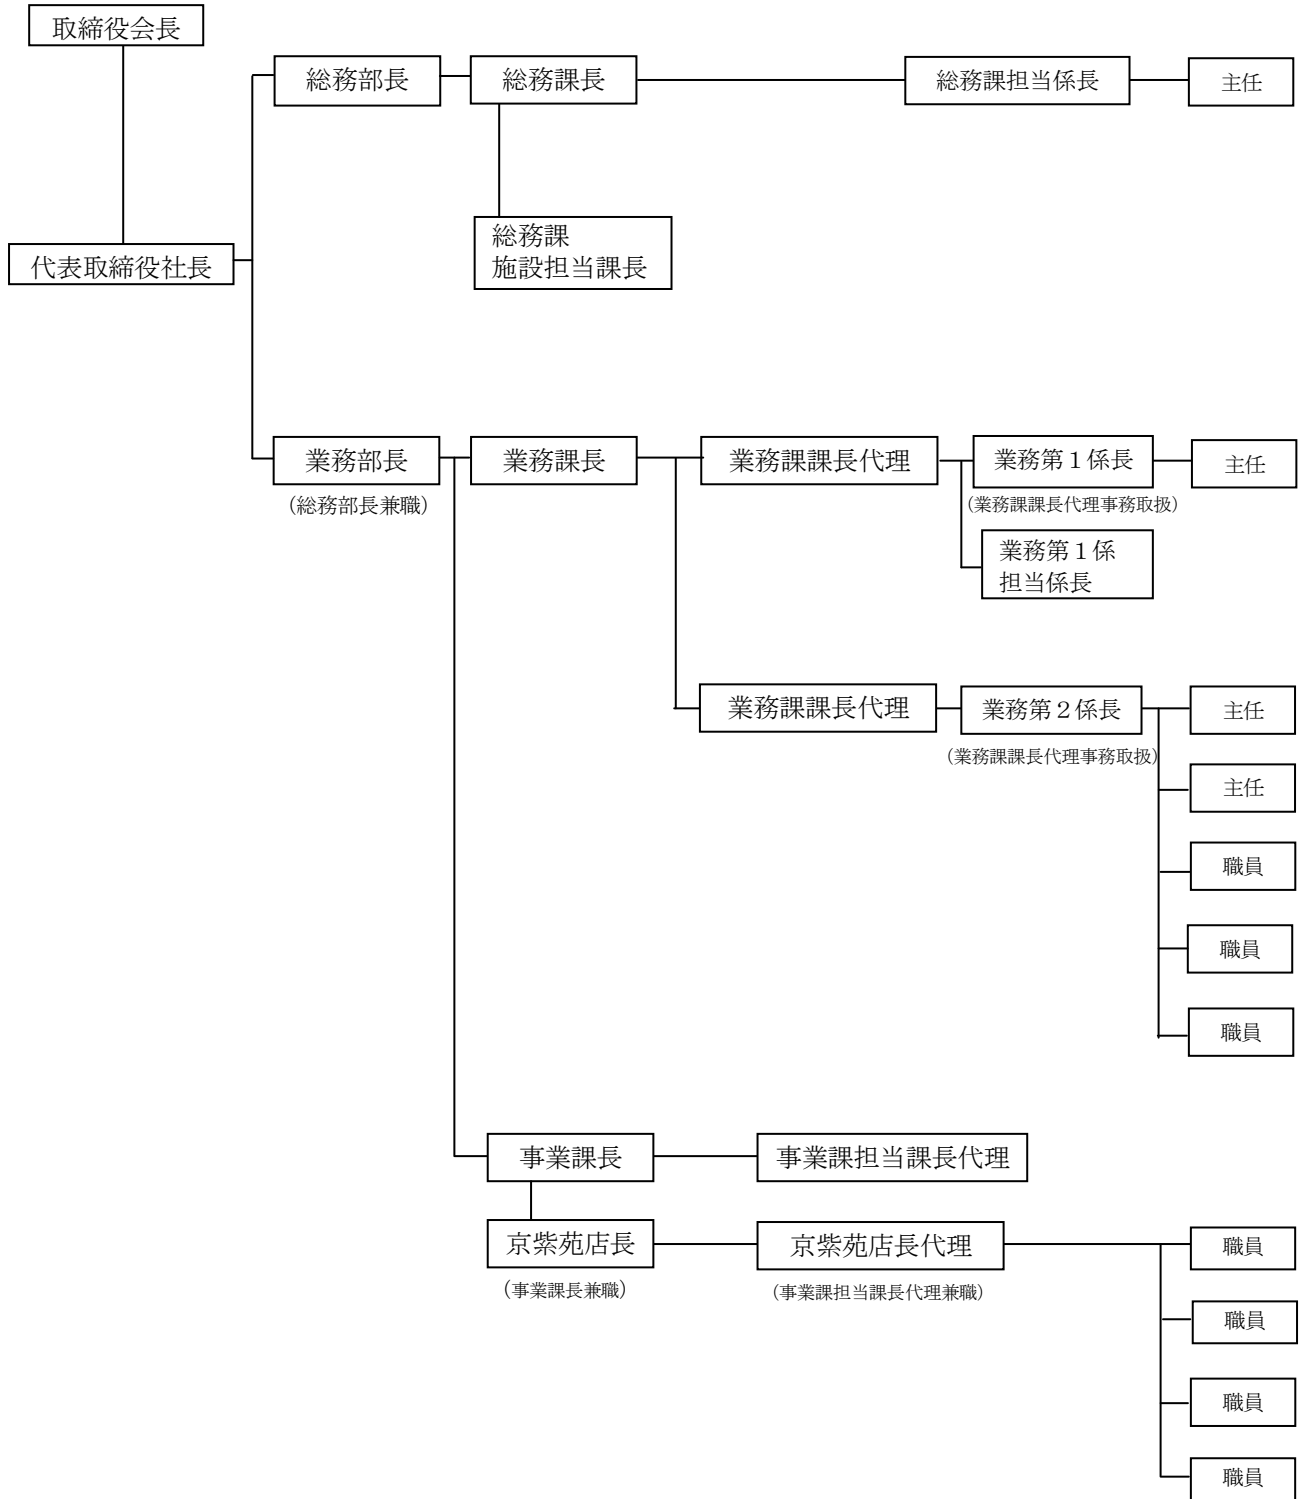 取締役会長
総務部長
総務課長
総務課担当係長
主任
総務課
施設担当課長
代表取締役社長
業務部長
(総務部長兼職)
業務課長
業務課課長代理
業務第１係長
(業務課課長代理事務取扱)
主任
業務第１係
担当係長
業務課課長代理
業務第２係長
(業務課課長代理事務取扱)
主任
主任
職員
職員
職員
事業課長
事業課担当課長代理
京紫苑店長
(事業課長兼職)
京紫苑店長代理
(事業課担当課長代理兼職)
職員
職員
職員
職員